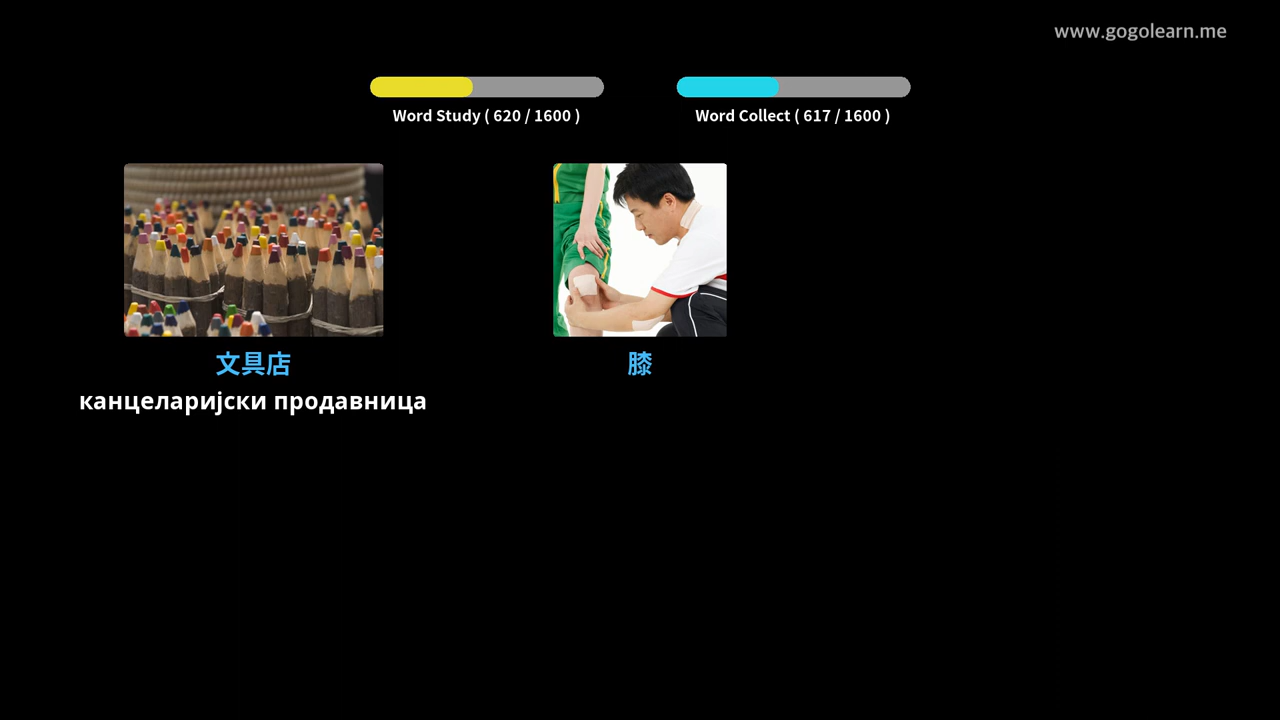 www.gogolearn.me
Word Study ( 620 / 1600 )
Word Collect ( 617 / 1600 )
文具店
膝
канцеларијски продавница